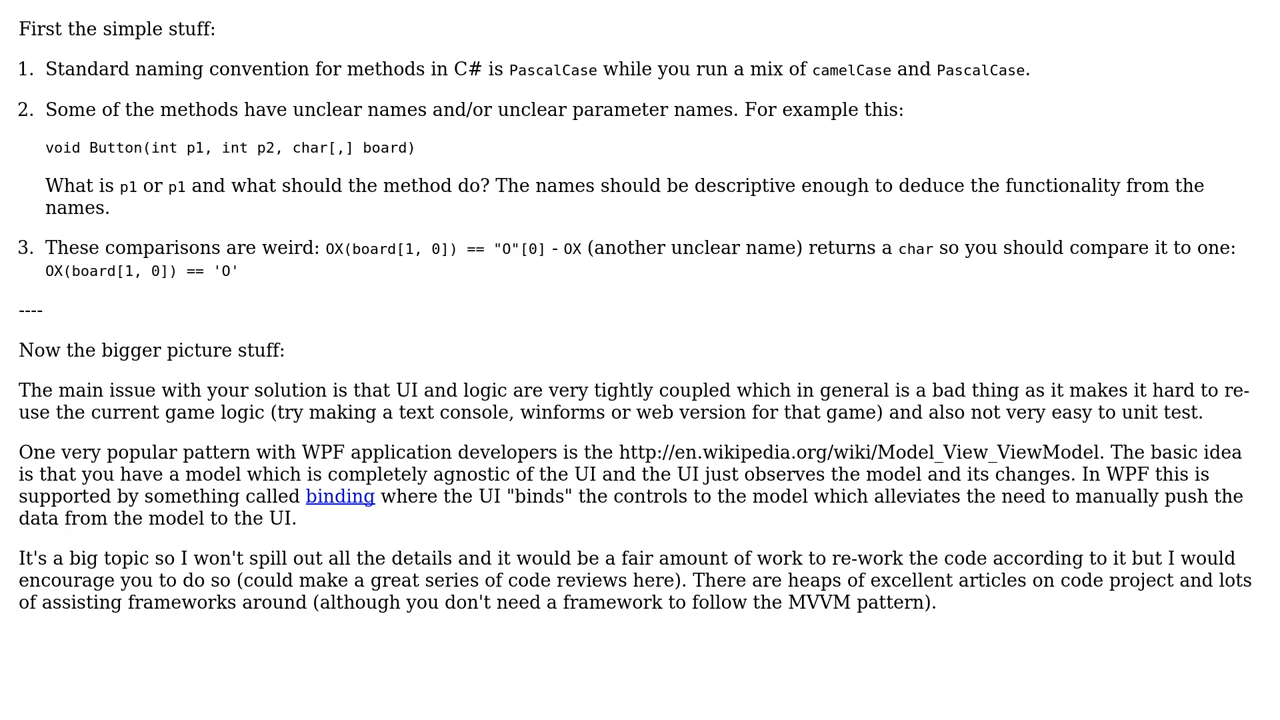 First the simple stuff:
1. Standard naming convention for methods in C# is PascalCase while you run a mix of camelCase and PascalCase.
2. Some of the methods have unclear names and/or unclear parameter names. For example this:
void Button(int p1, int p2, char[,] board)
What is p1 or p1 and what should the method do? The names should be descriptive enough to deduce the functionality from the
names.
3. These comparisons are weird: OX(board[1, 0]) == "O"[0] - OX (another unclear name) returns a char so you should compare it to one:
OX(board[1, 0]) == 'O'
----
Now the bigger picture stuff:
The main issue with your solution is that UI and logic are very tightly coupled which in general is a bad thing as it makes it hard to re-
use the current game logic (try making a text console, winforms or web version for that game) and also not very easy to unit test.
One very popular pattern with WPF application developers is the http://en.wikipedia.org/wiki/Model_View_ViewModel. The basic idea
is that you have a model which is completely agnostic of the UI and the UI just observes the model and its changes. In WPF this is
supported by something called binding where the UI "binds" the controls to the model which alleviates the need to manually push the
data from the model to the UI.
It's a big topic so I won't spill out all the details and it would be a fair amount of work to re-work the code according to it but I would
encourage you to do so (could make a great series of code reviews here). There are heaps of excellent articles on code project and lots
of assisting frameworks around (although you don't need a framework to follow the MVVM pattern).